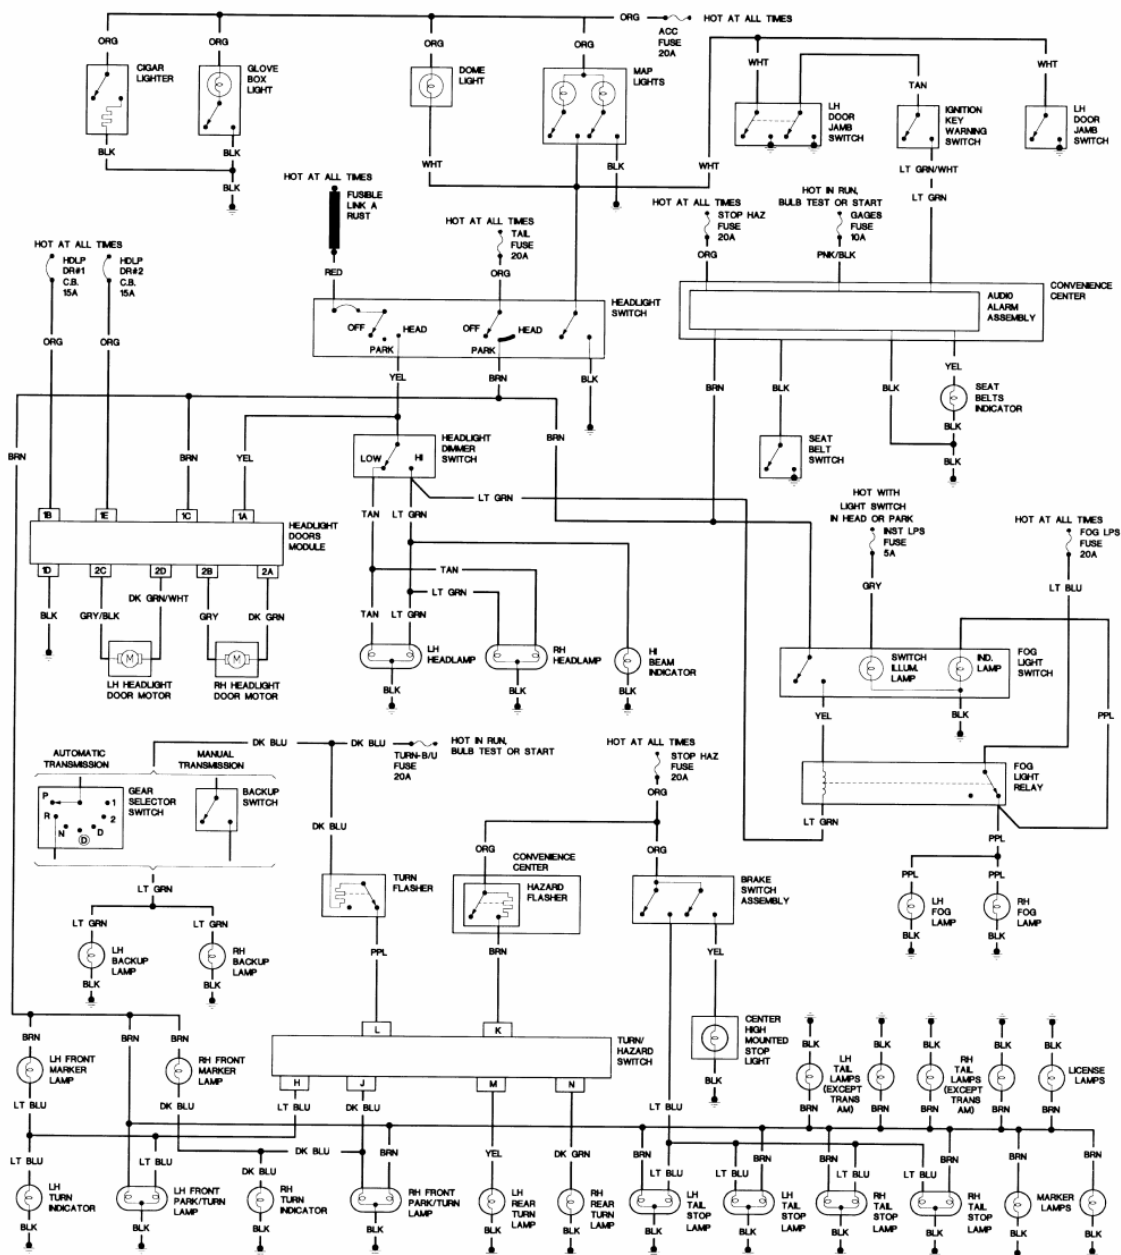 ORG
HOT AT ALL TIMES
ACC
FUSE
20A
ORG
ORG
ORG
ORG
WHT
WHT
CIGAR
LIGHTER
GLOVE
BOX
LIGHT
DOME
LIGHT
MAP
LIGHTS
TAN
LH
DOOR
JAMB
SWITCH
IGNITION
KEY
WARNING
SWITCH
LH
DOOR
JAMB
SWITCH
BLK
BLK
BLK
WHT
BLK
WHT
LT GRN/WHT
LT GRN
HOT AT ALL TIMES
FUSIBLE
LINK A
RUST
HOT AT ALL TIMES
TAIL
FUSE
20A
HOT AT ALL TIMES
STOP HAZ
FUSE
20A
HOT IN RUN,
BULB TEST OR START
GAGES
FUSE
10A
HOT AT ALL TIMES
HDLP
DR#1
C.B.
15A
HDLP
DR#2
C.B.
15A
RED
ORG
ORG
PNK/BLK
CONVENIENCE
CENTER
AUDIO
ALARM
ASSEMBLY
HEADLIGHT
SWITCH
OFF
HEAD
PARK
OFF
HEAD
PARK
ORG
ORG
YEL
BRN
BLK
BRN
BLK
BLK
YEL
SEAT
BELTS
INDICATOR
BLK
BLK
SEAT
BELT
SWITCH
BRN
BRN
YEL
HEADLIGHT
DIMMER
SWITCH
LOW
HI
BRN
LT GRN
TAN
LT GRN
HOT WITH
LIGHT SWITCH
IN HEAD OR PARK
INST LPS
FUSE
5A
HOT AT ALL TIMES
FOG LPS
FUSE
20A
1B
1E
1C
1A
HEADLIGHT
DOORS
MODULE
1D
2C
2D
2B
2A
TAN
LT GRN
GRY
LT BLU
BLK
GRY/BLK
DK GRN/WHT
GRY
DK GRN
TAN
LT GRN
M
M
LH HEADLIGHT
DOOR MOTOR
RH HEADLIGHT
DOOR MOTOR
LH
HEADLAMP
RH
HEADLAMP
HI
BEAM
INDICATOR
BLK
BLK
BLK
SWITCH
ILLUM.
LAMP
IND.
LAMP
FOG
LIGHT
SWITCH
YEL
BLK
PPL
DK BLU
DK BLU
TURN-B/U
FUSE
20A
HOT IN RUN,
BULB TEST OR START
HOT AT ALL TIMES
STOP HAZ
FUSE
20A
AUTOMATIC
TRANSMISSION
MANUAL
TRANSMISSION
P
R
N
D
D
2
1
GEAR
SELECTOR
SWITCH
BACKUP
SWITCH
FOG
LIGHT
RELAY
ORG
DK BLU
LT GRN
PPL
ORG
ORG
CONVENIENCE
CENTER
HAZARD
FLASHER
TURN
FLASHER
BRAKE
SWITCH
ASSEMBLY
PPL
PPL
LH
FOG
LAMP
RH
FOG
LAMP
BLK
BLK
LT GRN
LT GRN
LT GRN
LH
BACKUP
LAMP
RH
BACKUP
LAMP
BLK
BLK
PPL
BRN
YEL
L
K
TURN/
HAZARD
SWITCH
H
J
M
N
CENTER
HIGH
MOUNTED
STOP
LIGHT
BLK
BRN
BRN
BRN
LH FRONT
MARKER
LAMP
RH FRONT
MARKER
LAMP
LT BLU
DK BLU
LT BLU
DK BLU
YEL
DK GRN
LT BLU
BLK
BLK
BLK
BLK
BLK
LH
TAIL
LAMPS
(EXCEPT
TRANS
AM)
RH
TAIL
LAMPS
(EXCEPT
TRANS
AM)
LICENSE
LAMPS
BRN
BRN
BRN
BRN
BRN
LT BLU
LT BLU
DK BLU
DK BLU
BRN
BRN
LT BLU
LT BLU
BRN
BRN
LT BLU
LT BLU
BRN
BRN
BRN
LH
TURN
INDICATOR
LH FRONT
PARK/TURN
LAMP
RH
TURN
INDICATOR
RH FRONT
PARK/TURN
LAMP
LH
REAR
TURN
LAMP
RH
REAR
TURN
LAMP
LH
TAIL
STOP
LAMP
LH
TAIL
STOP
LAMP
RH
TAIL
STOP
LAMP
RH
TAIL
STOP
LAMP
MARKER
LAMPS
BLK
BLK
BLK
BLK
BLK
BLK
BLK
BLK
BLK
BLK
BLK
BLK